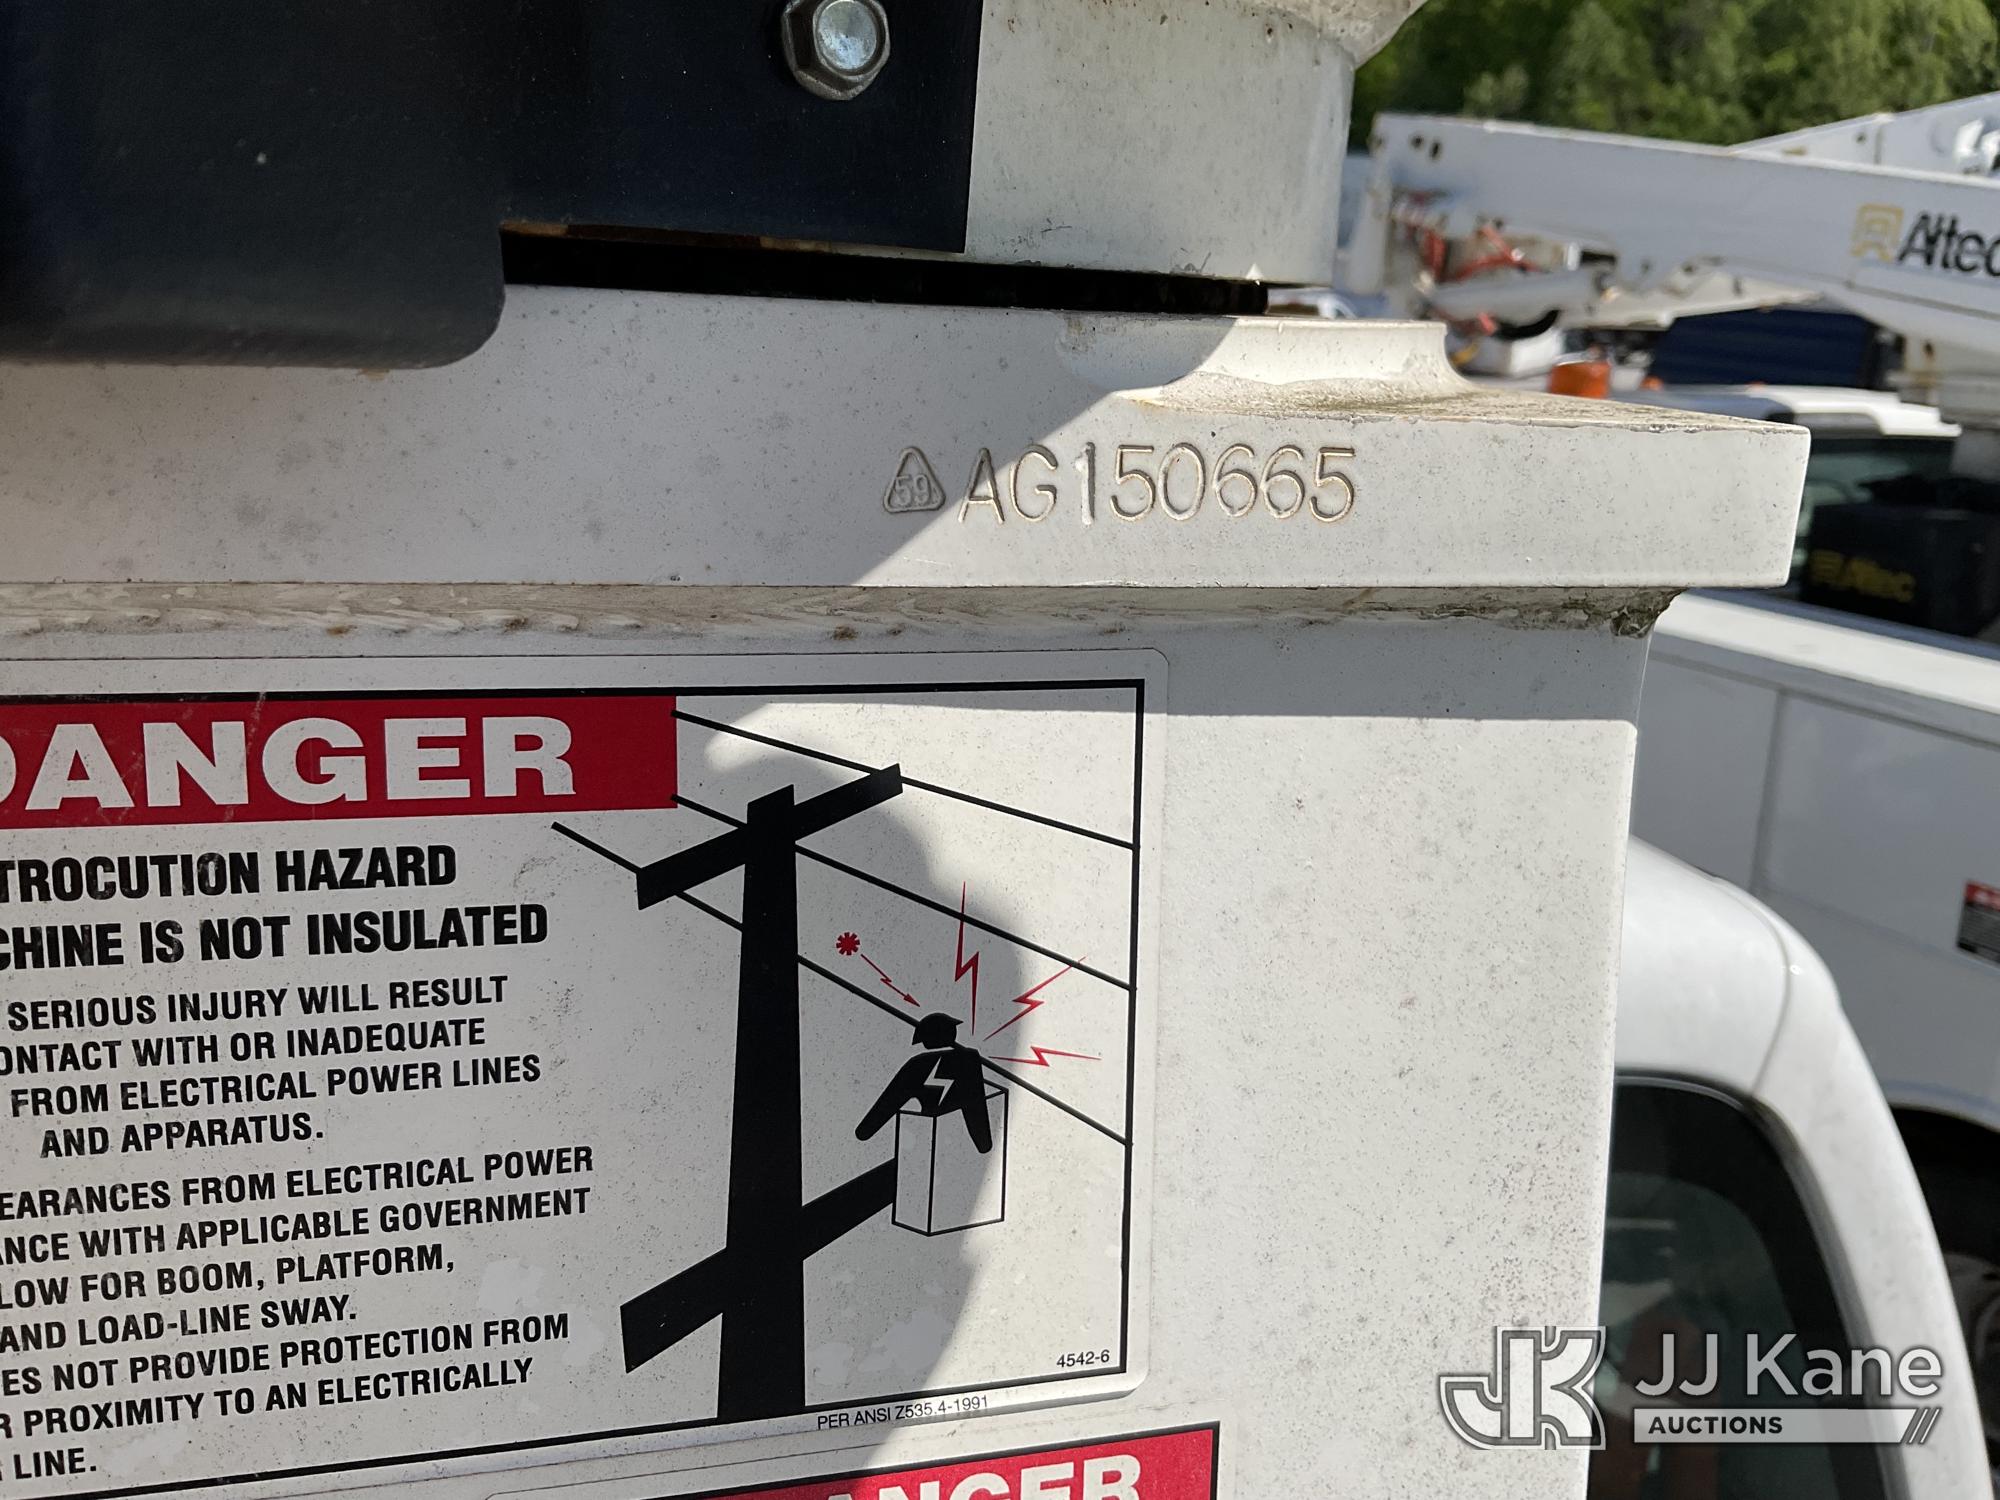 Altec
59 AG150665
Altec
DANGER
TROCUTION HAZARD
CHINE IS NOT INSULATED
SERIOUS INJURY WILL RESULT
ONTACT WITH OR INADEQUATE
FROM ELECTRICAL POWER LINES
AND APPARATUS.
EARANCES FROM ELECTRICAL POWER
ANCE WITH APPLICABLE GOVERNMENT
LOW FOR BOOM, PLATFORM,
AND LOAD-LINE SWAY.
ES NOT PROVIDE PROTECTION FROM
R PROXIMITY TO AN ELECTRICALLY
LINE.
4542-6
PER ANSI Z535.4-1991
DANGER
JK JJ Kane
AUCTIONS